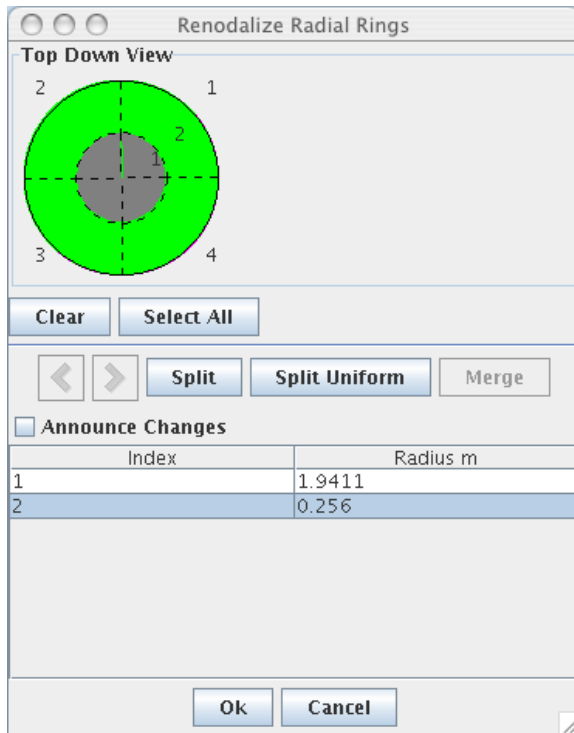 Renodalize Radial Rings
Top Down View
2 1
2
1
3 4
Clear Select All
Split Split Uniform Merge
Announce Changes
Index Radius m
1 1.9411
2 0.256
Ok Cancel